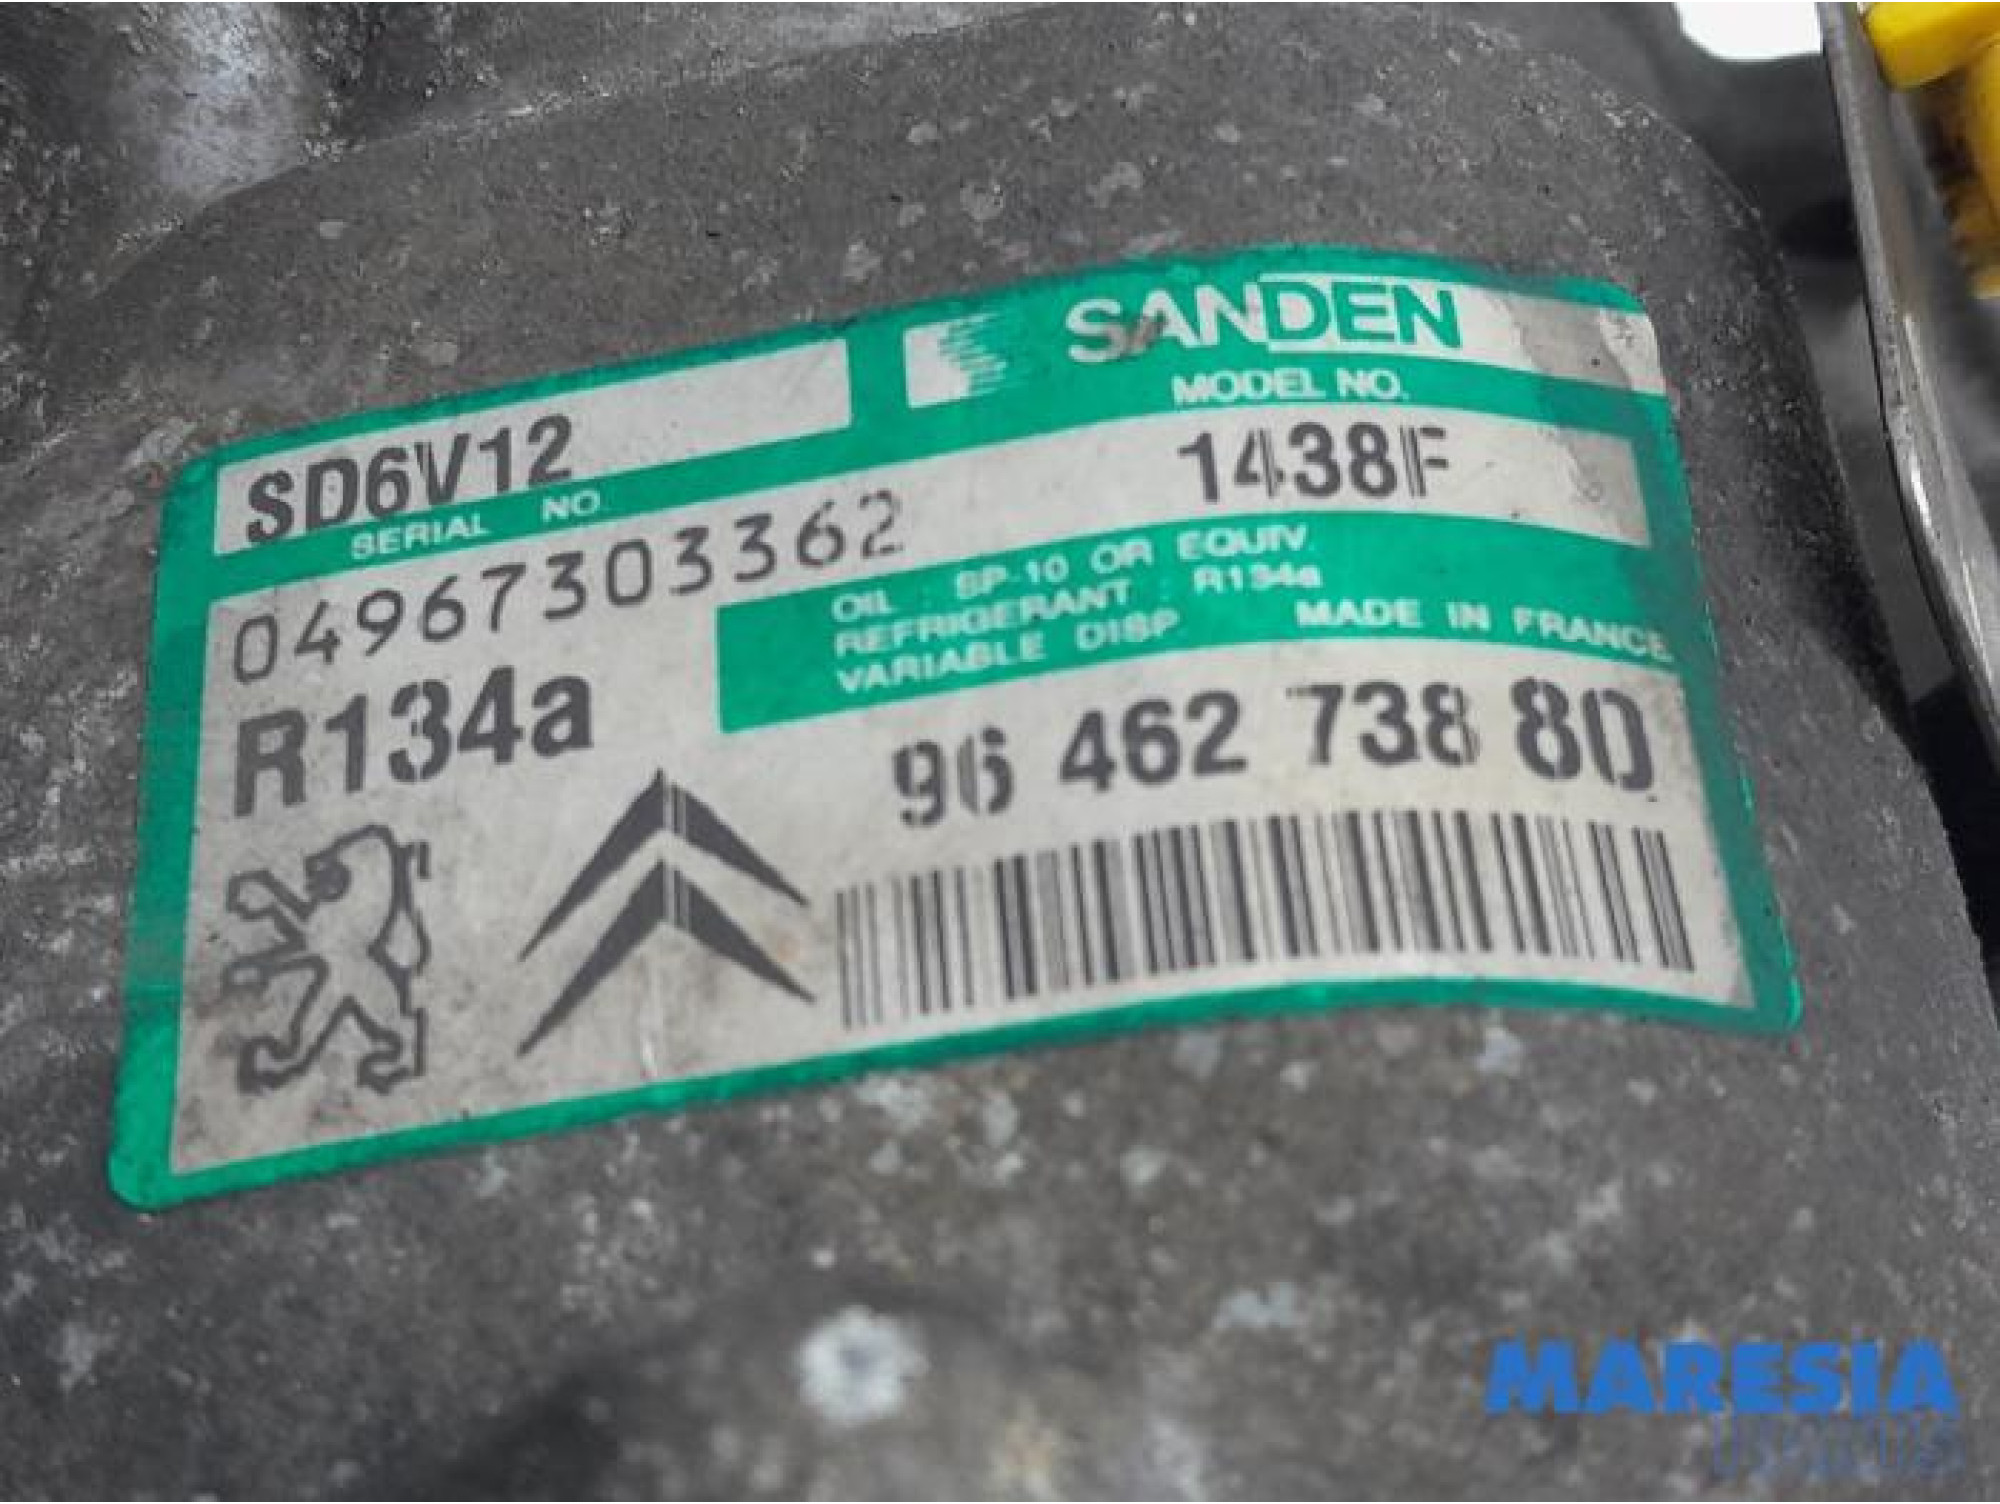 SANDEN
SD6V12
MODEL NO.
SERIAL NO.
1438F
04967303362
OIL : SP-10 OR EQUIV.
REFRIGERANT : R134a
VARIABLE DISP
MADE IN FRANCE
R134a
96 462 738 80
MARESIA